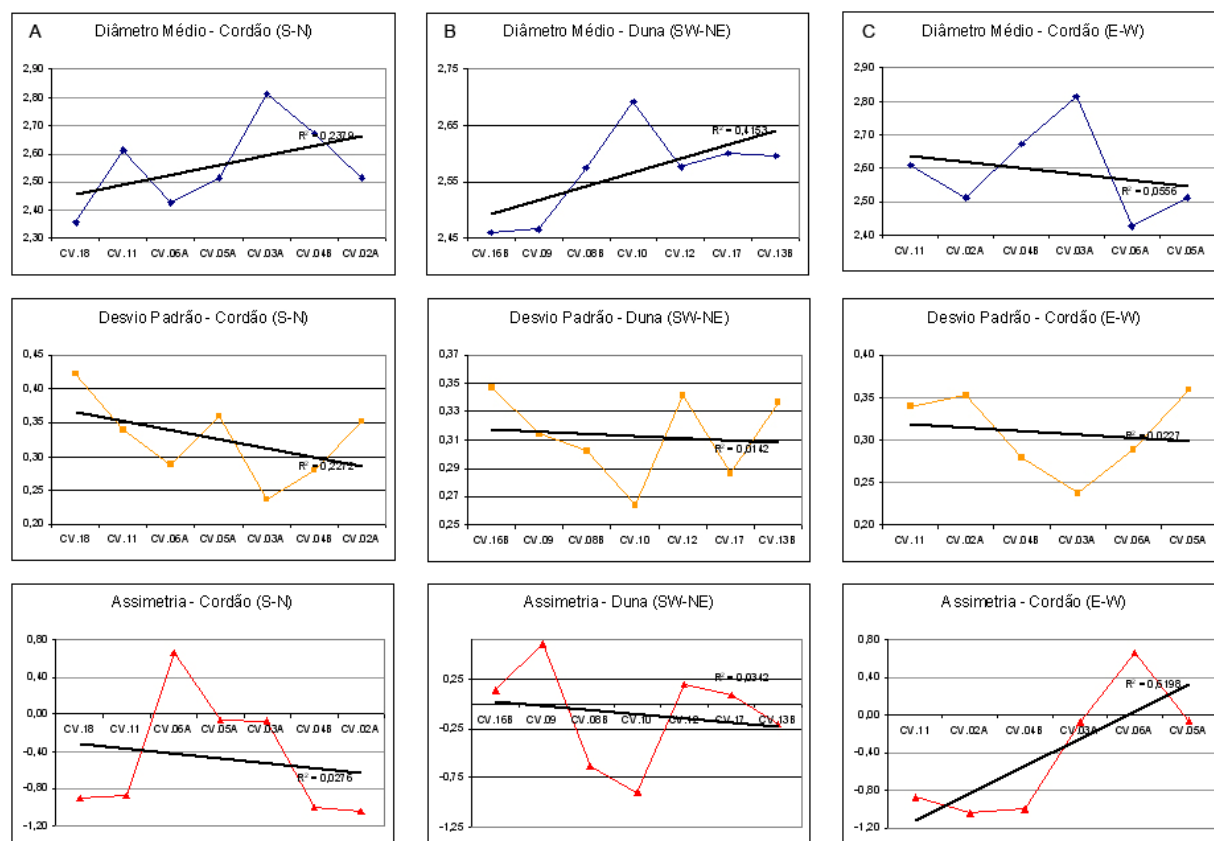 A
Diâmetro Médio - Cordão (S-N)
2,90
2,80
2,70
2,60
2,50
2,40
2,30
R² = 0,2379
CV.18 CV.11 CV.06A CV.05A CV.03A CV.04B CV.02A
B
Diâmetro Médio - Duna (SW-NE)
2,75
2,65
2,55
2,45
R² = 0,4153
CV.16B CV.09 CV.08B CV.10 CV.12 CV.17 CV.13B
C
Diâmetro Médio - Cordão (E-W)
2,90
2,80
2,70
2,60
2,50
2,40
R² = 0,0556
CV.11 CV.02A CV.04B CV.03A CV.06A CV.05A
Desvio Padrão - Cordão (S-N)
0,45
0,40
0,35
0,30
0,25
0,20
R² = 0,2272
CV.18 CV.11 CV.06A CV.05A CV.03A CV.04B CV.02A
Desvio Padrão - Duna (SW-NE)
0,37
0,35
0,33
0,31
0,29
0,27
0,25
R² = 0,0142
CV.16B CV.09 CV.08B CV.10 CV.12 CV.17 CV.13B
Desvio Padrão - Cordão (E-W)
0,40
0,35
0,30
0,25
0,20
R² = 0,0227
CV.11 CV.02A CV.04B CV.03A CV.06A CV.05A
Assimetria - Cordão (S-N)
0,80
0,40
0,00
-0,40
-0,80
-1,20
CV.18 CV.11 CV.06A CV.05A CV.03A CV.04B CV.02A
R² = 0,0276
Assimetria - Duna (SW-NE)
0,25
-0,25
-0,75
-1,25
R² = 0,0342
CV.16B CV.09 CV.08B CV.10 CV.12 CV.17 CV.13B
Assimetria - Cordão (E-W)
0,80
0,40
0,00
-0,40
-0,80
-1,20
R² = 0,6198
CV.11 CV.02A CV.04B CV.03A CV.06A CV.05A